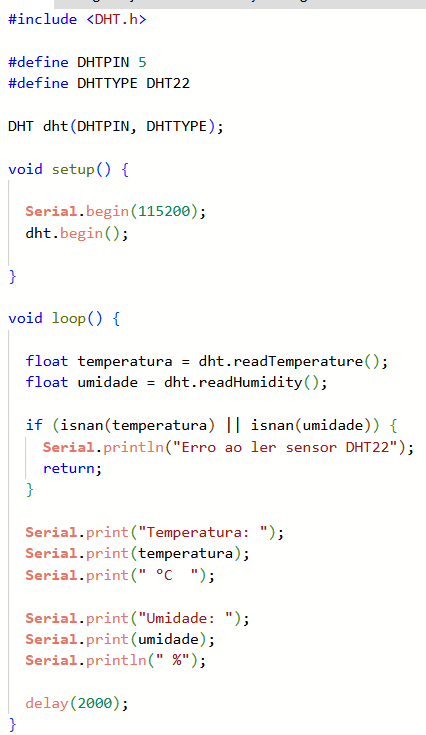 #include <DHT.h>
#define DHTPIN 5
#define DHTTYPE DHT22
DHT dht(DHTPIN, DHTTYPE);
void setup() {
Serial.begin(115200);
dht.begin();
}
void loop() {
float temperatura = dht.readTemperature();
float umidade = dht.readHumidity();
if (isnan(temperatura) || isnan(umidade)) {
Serial.println("Erro ao ler sensor DHT22");
return;
}
Serial.print("Temperatura: ");
Serial.print(temperatura);
Serial.print(" °C  ");
Serial.print("Umidade: ");
Serial.print(umidade);
Serial.println(" %");
delay(2000);
}